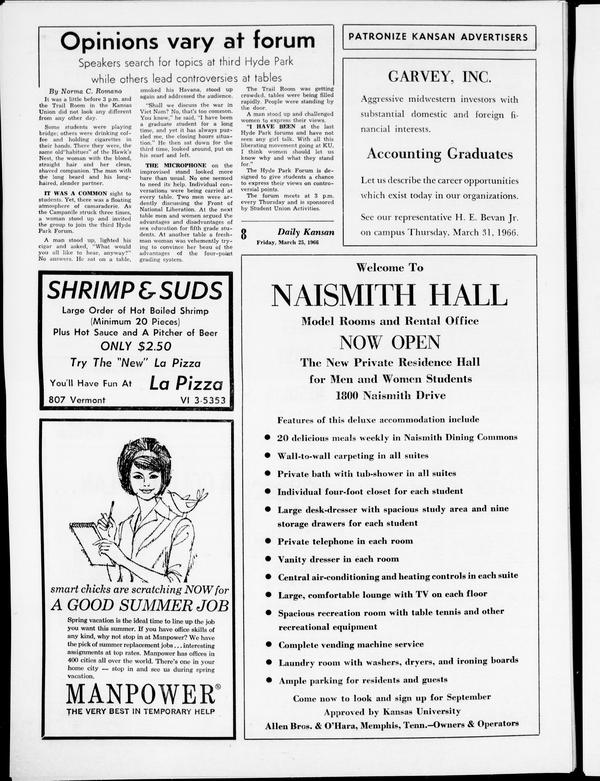 Opinions vary at forum
Speakers search for topics at third Hyde Park
while others lead controversies at tables
By Norma C. Romano
It was a little before 3 p.m. and
the Trail Room in the Kansas
Union did not look any different
from any other day.
Some students were playing
bridge; others were drinking cof-
fee and holding cigarettes in
their hands. There they were, the
same old "habitues" of the Hawk's
Nest, the woman with the blond,
straight hair and her clean,
shaved companion. The man with
the long beard and his long-
haired, slender partner.
IT WAS A COMMON sight to
students. Yet, there was a floating
atmosphere of camaraderie. As
the Campanile struck three times,
a woman stood up and invited
the group to join the third Hyde
Park Forum.
A man stood up, lighted his
cigar and asked, "What would
you all like to hear, anyway?"
No answers. He sat on a table,
smoked his Havana, stood up
again and addressed the audience.
"Shall we discuss the war in
Viet Nam? No, that's too common.
You know," he said, "I have been
a graduate student for a long
time, and yet it has always puz-
zled me, the closing hours situa-
tion." He then sat down for the
third time, looked around, put on
his scarf and left.
THE MICROPHONE on the
improvised stand looked more
bare than usual. No one seemed
to need its help. Individual con-
versations were being carried at
every table. Two men were ar-
dently discussing the Front of
National Liberation. At the next
table men and women argued the
advantages and disadvantages of
sex education for fifth grade stu-
dents. At another table a fresh-
man woman was vehemently try-
ing to convince her beau of the
advantages of the four-point
grading system.
The Trail Room was getting
crowded, tables were being filled
rapidly. People were standing by
the door.
A man stood up and challenged
women to express their views.
"I HAVE BEEN at the last
Hyde Park forums and have not
seen any girl talk. With all this
liberating movement going at KU,
I think women should let us
know why and what they stand
for."
The Hyde Park Forum is de-
signed to give students a chance
to express their views on contro-
versial points.
The forum meets at 3 p.m.
every Thursday and is sponsored
by Student Union Activities.
8 Daily Kansan
Friday, March 25, 1966
PATRONIZE KANSAN ADVERTISERS
GARVEY, INC.
Aggressive midwestern investors with
substantial domestic and foreign fi-
nancial interests.
Accounting Graduates
Let us describe the career opportunities
which exist today in our organizations.
See our representative H. E. Bevan Jr.
on campus Thursday, March 31, 1966.
SHRIMP & SUDS
Large Order of Hot Boiled Shrimp
(Minimum 20 Pieces)
Plus Hot Sauce and A Pitcher of Beer
ONLY $2.50
Try The "New" La Pizza
You'll Have Fun At La Pizza
807 Vermont VI 3-5353
smart chicks are scratching NOW for
A GOOD SUMMER JOB
Spring vacation is the ideal time to line up the job
you want this summer. If you have office skills of
any kind, why not stop in at Manpower? We have
the pick of summer replacement jobs . . . interesting
assignments at top rates. Manpower has offices in
400 cities all over the world. There's one in your
home city — stop in and see us during spring
vacation.
MANPOWER®
THE VERY BEST IN TEMPORARY HELP
Welcome To
NAISMITH HALL
Model Rooms and Rental Office
NOW OPEN
The New Private Residence Hall
for Men and Women Students
1800 Naismith Drive
Features of this deluxe accommodation include
● 20 delicious meals weekly in Naismith Dining Commons
● Wall-to-wall carpeting in all suites
● Private bath with tub-shower in all suites
● Individual four-foot closet for each student
● Large desk-dresser with spacious study area and nine
storage drawers for each student
● Private telephone in each room
● Vanity dresser in each room
● Central air-conditioning and heating controls in each suite
● Large, comfortable lounge with TV on each floor
● Spacious recreation room with table tennis and other
recreational equipment
● Complete vending machine service
● Laundry room with washers, dryers, and ironing boards
● Ample parking for residents and guests
Come now to look and sign up for September
Approved by Kansas University
Allen Bros. & O'Hara, Memphis, Tenn.—Owners & Operators